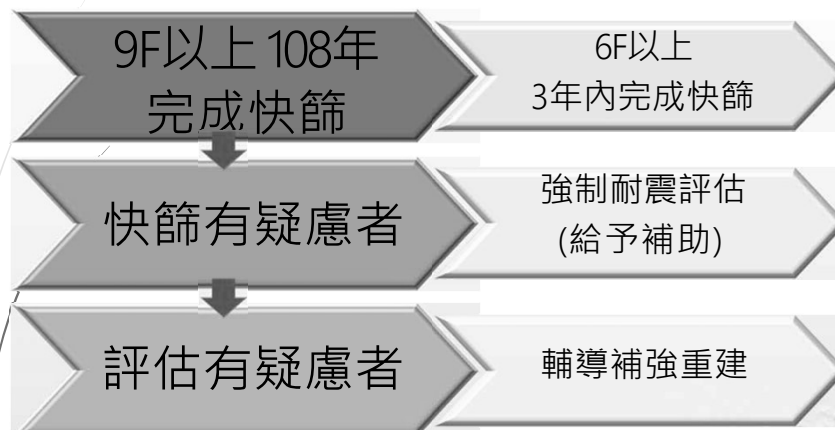 9F以上 108年
完成快篩
6F以上
3年內完成快篩
快篩有疑慮者
強制耐震評估
(給予補助)
評估有疑慮者
輔導補強重建